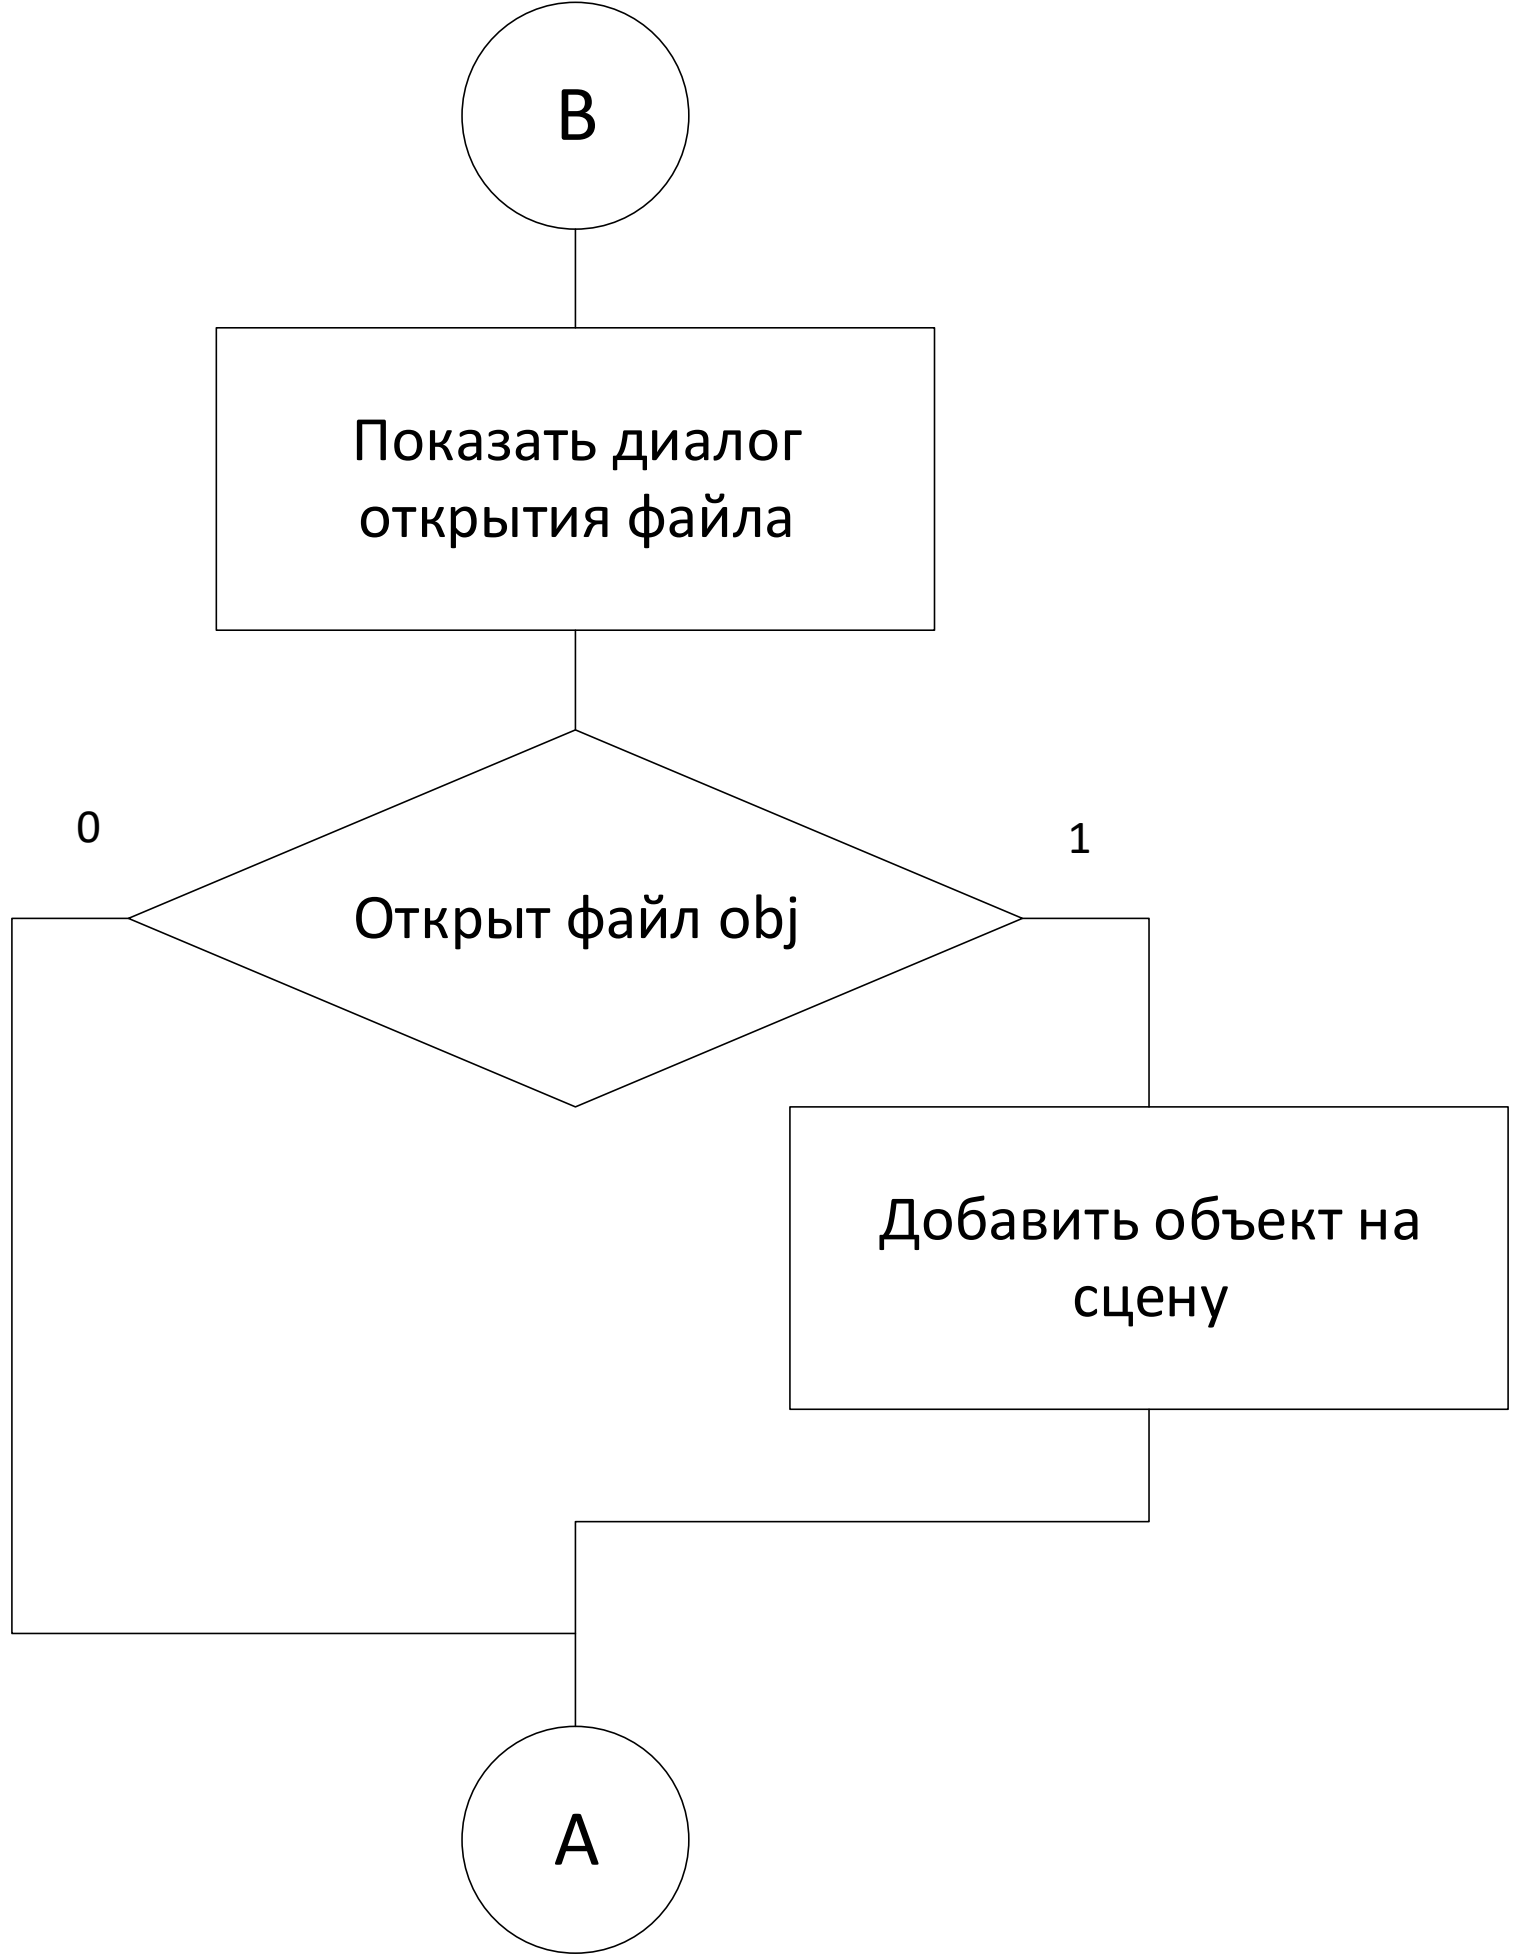 В
Показать диалог
открытия файла
0
1
Открыт файл obj
Добавить объект на
сцену
А